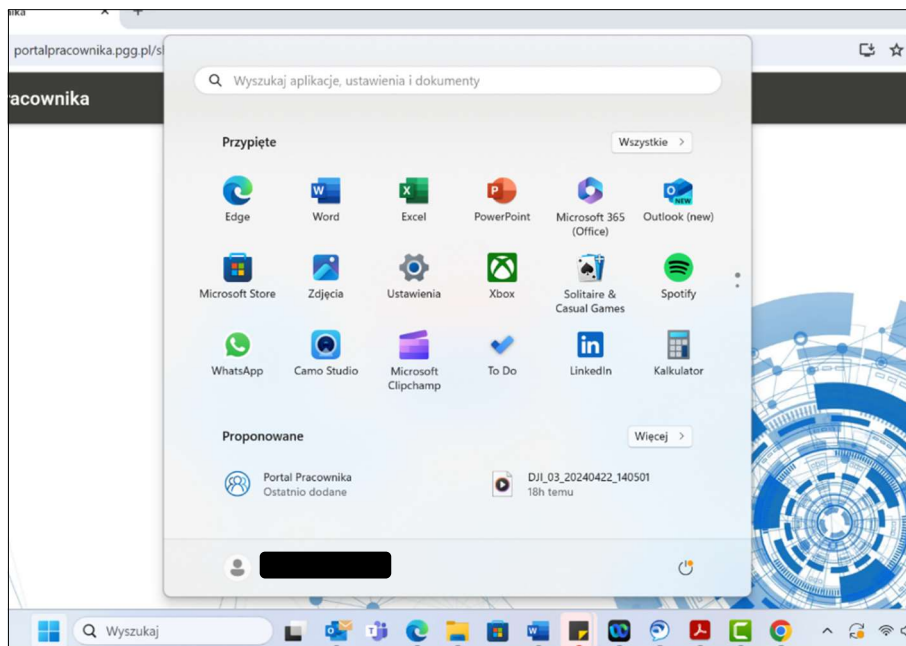 portalpracownika.pgg.pl/sl
racownika
Wyszukaj aplikacje, ustawienia i dokumenty
Przypięte
Wszystkie
Edge
Word
Excel
PowerPoint
Microsoft 365
(Office)
Outlook (new)
Microsoft Store
Zdjęcia
Ustawienia
Xbox
Solitaire &
Casual Games
Spotify
WhatsApp
Camo Studio
Microsoft
Clipchamp
To Do
LinkedIn
Kalkulator
Proponowane
Więcej
Portal Pracownika
Ostatnio dodane
DJI_03_20240422_140501
18h temu
Wyszukaj